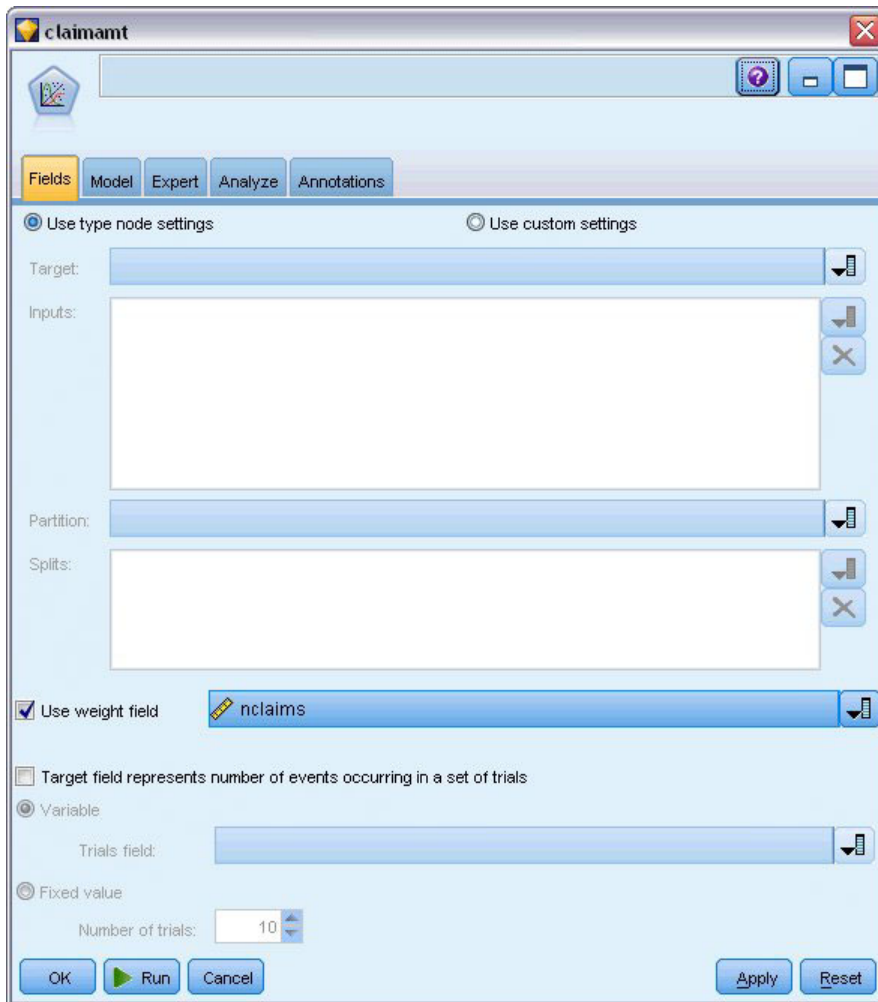 claimamt
Fields Model Expert Analyze Annotations
Use type node settings Use custom settings
Target:
Inputs:
Partition:
Splits:
Use weight field nclaims
Target field represents number of events occurring in a set of trials
Variable
Trials field:
Fixed value
Number of trials: 10
OK Run Cancel Apply Reset